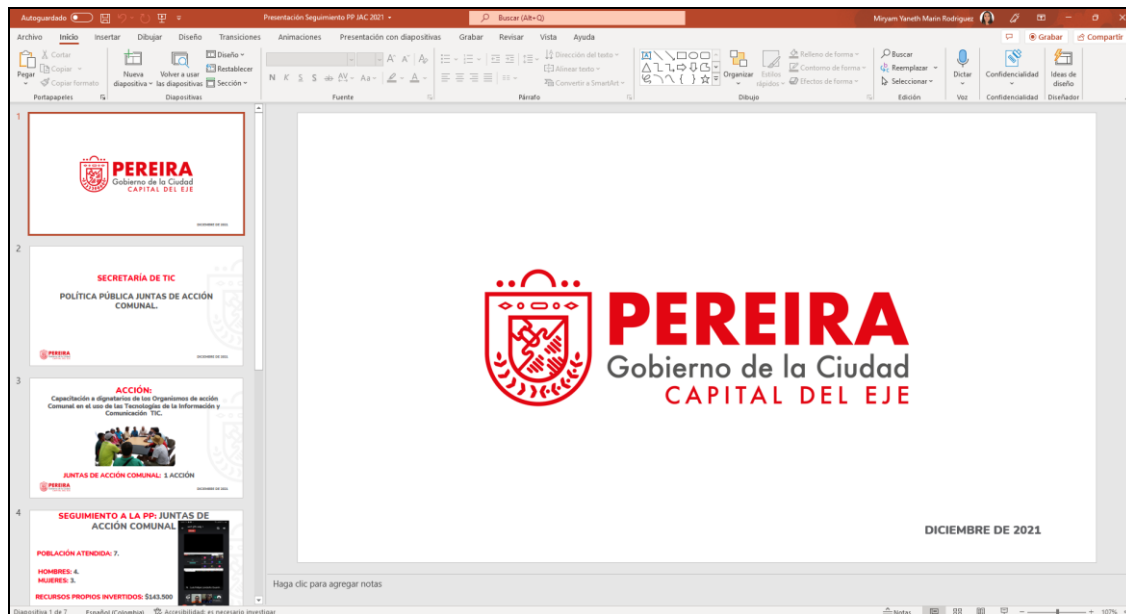 Autoguardado
Presentación Seguimiento PP JAC 2021
Buscar (Alt+Q)
Miryam Yaneth Marin Rodriguez
Archivo Inicio Insertar Dibujar Diseño Transiciones Animaciones Presentación con diapositivas Grabar Revisar Vista Ayuda
Grabar Compartir
Pegar
Cortar
Copiar
Copiar formato
Portapapeles
Nueva diapositiva
Volver a usar las diapositivas
Diseño
Restablecer
Sección
Diapositivas
N K S S ab AV Aa A
Fuente
Dirección del texto
Alinear texto
Convertir a SmartArt
Párrafo
Organizar
Estilos rápidos
Relleno de forma
Contorno de forma
Efectos de forma
Dibujo
Buscar
Reemplazar
Seleccionar
Edición
Dictar
Voz
Confidencialidad
Confidencialidad
Ideas de diseño
Diseñador
1
PEREIRA
Gobierno de la Ciudad
CAPITAL DEL EJE
DICIEMBRE DE 2021
2
SECRETARÍA DE TIC
POLÍTICA PÚBLICA JUNTAS DE ACCIÓN
COMUNAL.
PEREIRA
DICIEMBRE DE 2021
3
ACCIÓN:
Capacitación a dignatarios de los Organismos de acción
Comunal en el uso de las Tecnologías de la Información y
Comunicación TIC.
JUNTAS DE ACCIÓN COMUNAL: 1 ACCIÓN
PEREIRA
DICIEMBRE DE 2021
4
SEGUIMIENTO A LA PP: JUNTAS DE
ACCIÓN COMUNAL
POBLACIÓN ATENDIDA: 7.
HOMBRES: 4.
MUJERES: 3.
RECURSOS PROPIOS INVERTIDOS: $143.500
PEREIRA
Gobierno de la Ciudad
CAPITAL DEL EJE
DICIEMBRE DE 2021
Haga clic para agregar notas
Diapositiva 1 de 7 Español (Colombia) Accesibilidad: es necesario investigar
Notas
107%